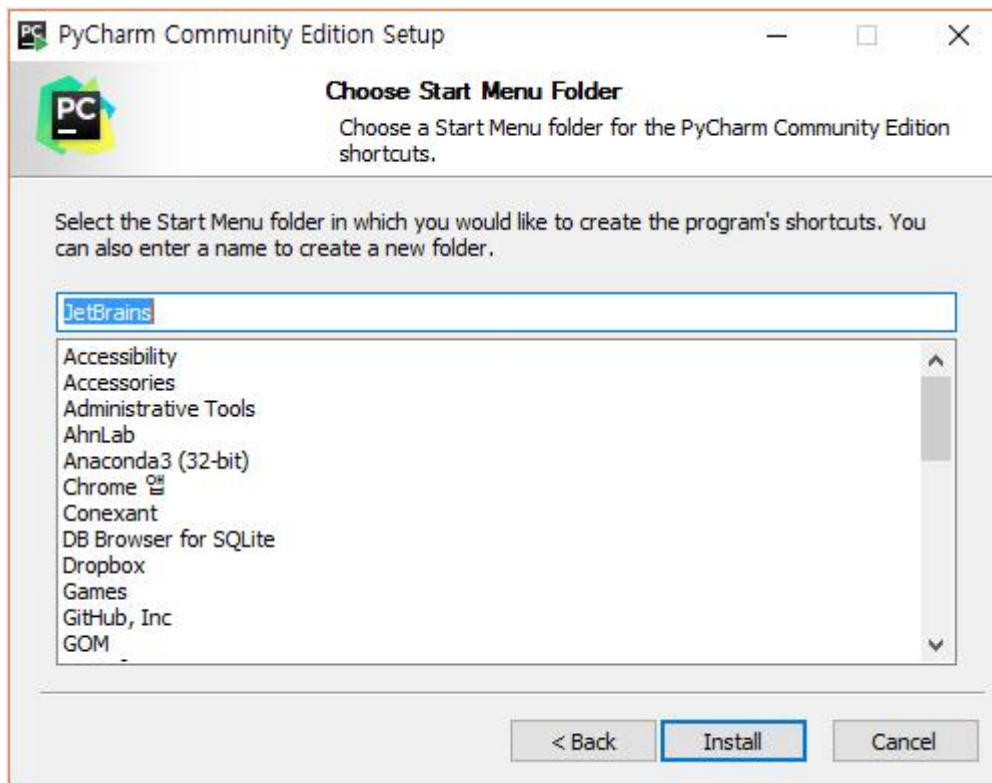 PyCharm Community Edition Setup
PC
Choose Start Menu Folder
Choose a Start Menu folder for the PyCharm Community Edition
shortcuts.
Select the Start Menu folder in which you would like to create the program's shortcuts. You
can also enter a name to create a new folder.
JetBrains
Accessibility
Accessories
Administrative Tools
AhnLab
Anaconda3 (32-bit)
Chrome 앱
Conexant
DB Browser for SQLite
Dropbox
Games
GitHub, Inc
GOM
< Back
Install
Cancel